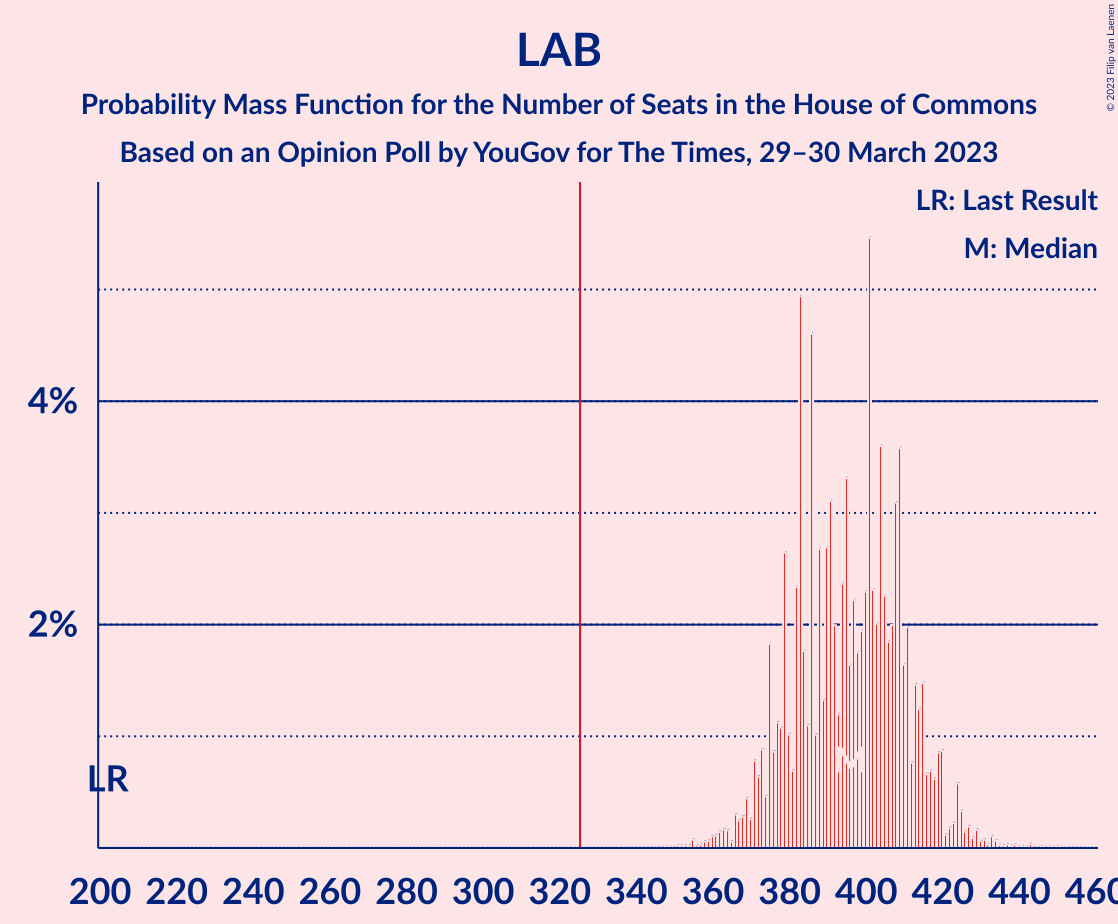 LAB
Probability Mass Function for the Number of Seats in the House of Commons
Based on an Opinion Poll by YouGov for The Times, 29–30 March 2023
© 2023 Filip van Laenen
LR: Last Result
M: Median
4%
2%
LR
M
200 220 240 260 280 300 320 340 360 380 400 420 440 460